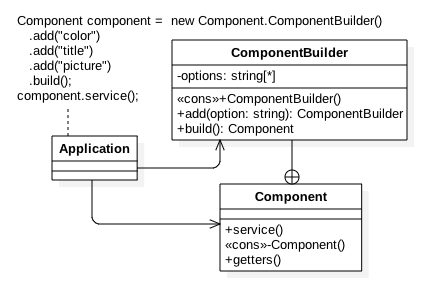 Component component =  new Component.ComponentBuilder()
.add("color")
.add("title")
.add("picture")
.build();
component.service();
ComponentBuilder
-options: string[*]
«cons»+ComponentBuilder()
+add(option: string): ComponentBuilder
+build(): Component
Application
Component
+service()
«cons»-Component()
+getters()